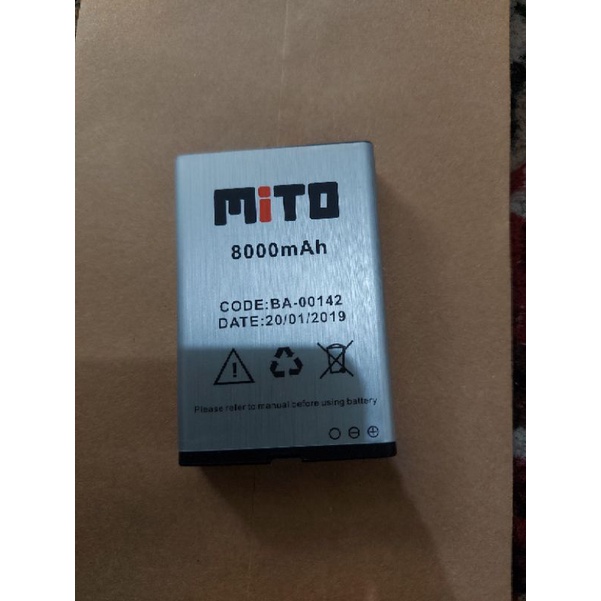 MiTO
8000mAh
CODE:BA-00142
DATE:20/01/2019
Please refer to manual before using battery